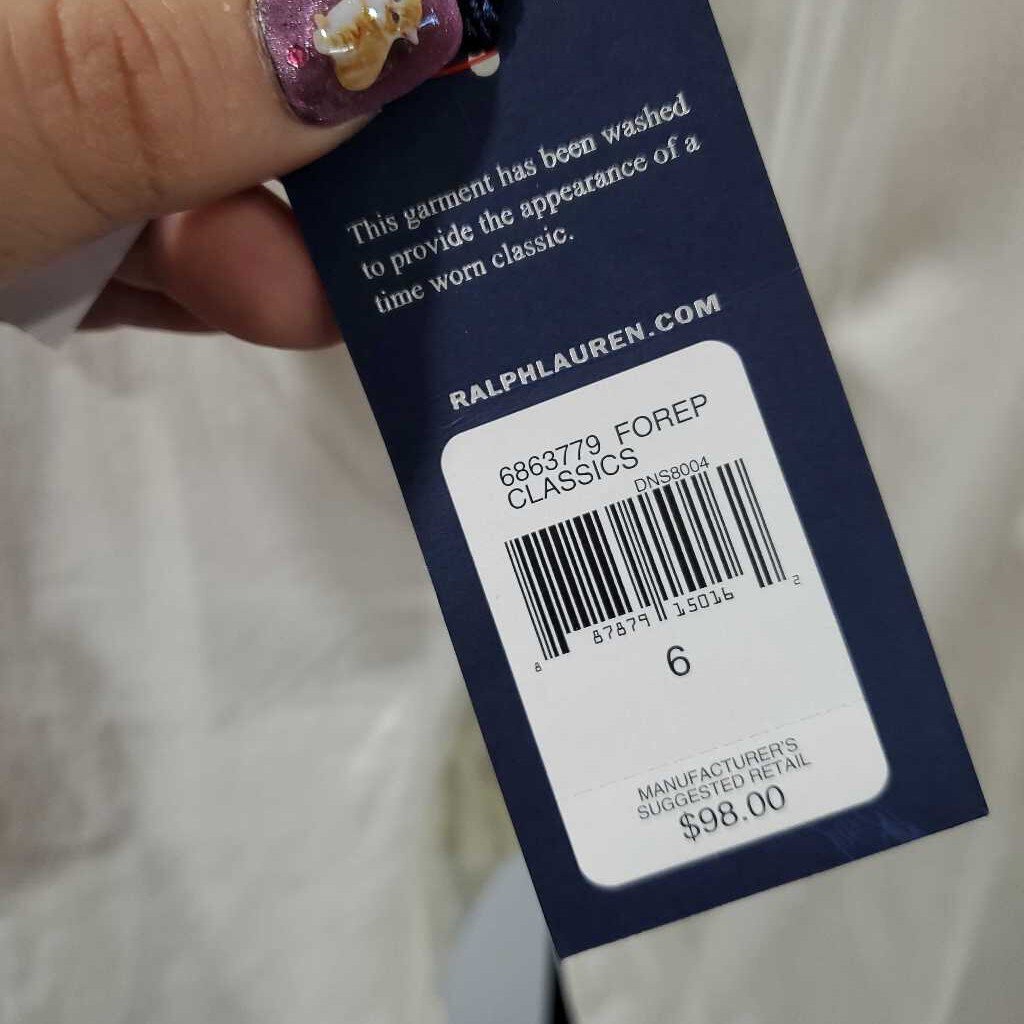 This garment has been washed
to provide the appearance of a
time worn classic.
RALPHLAUREN.COM
6863779 FOREP
CLASSICS
DNS8004
8 87879 15016 2
6
MANUFACTURER'S
SUGGESTED RETAIL
$98.00